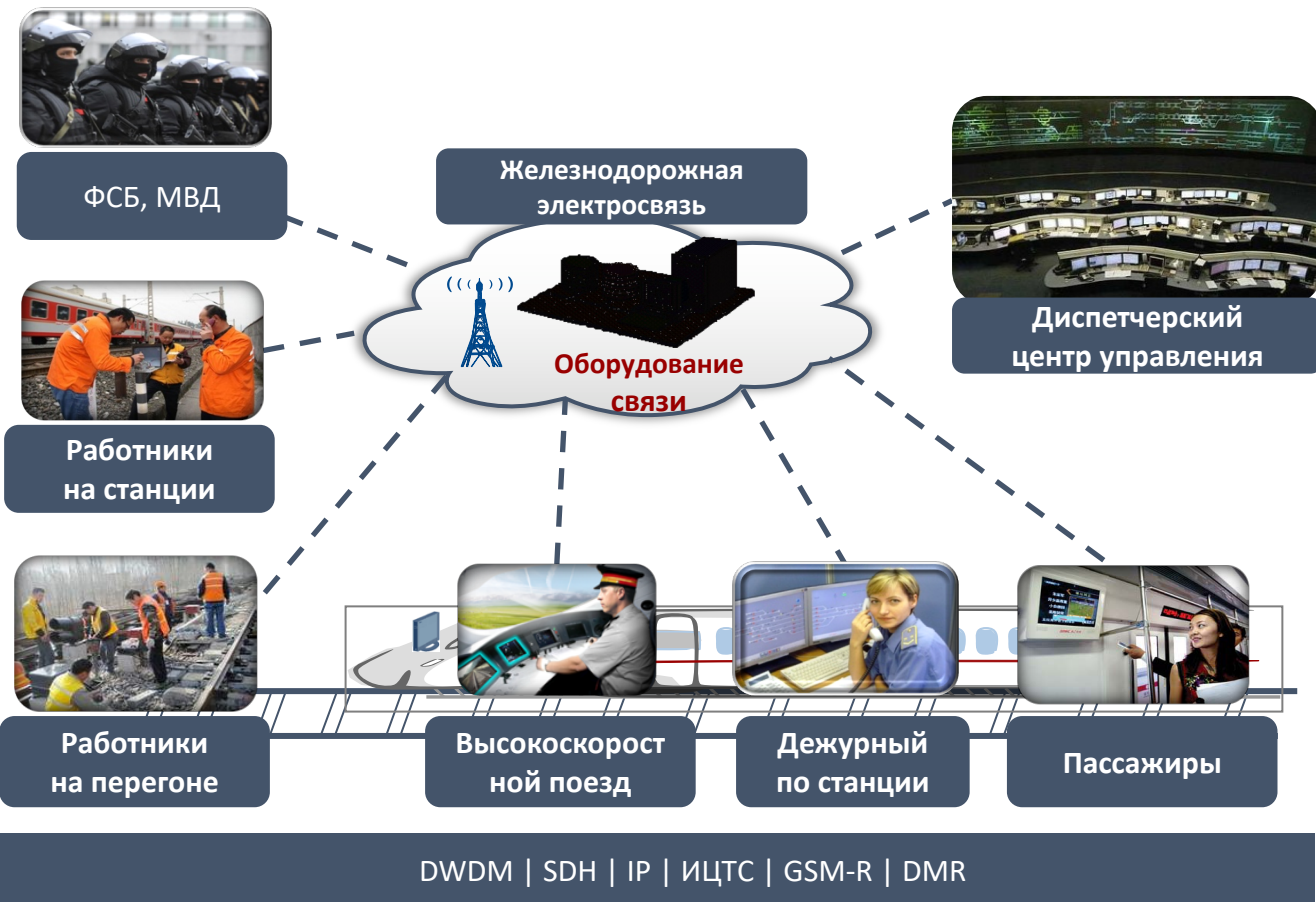 ФСБ, МВД
Железнодорожная
электросвязь
Оборудование
связи
Диспетчерский
центр управления
Работники
на станции
Работники
на перегоне
Высокоскорост
ной поезд
Дежурный
по станции
Пассажиры
DWDM | SDH | IP | ИЦТС | GSM-R | DMR